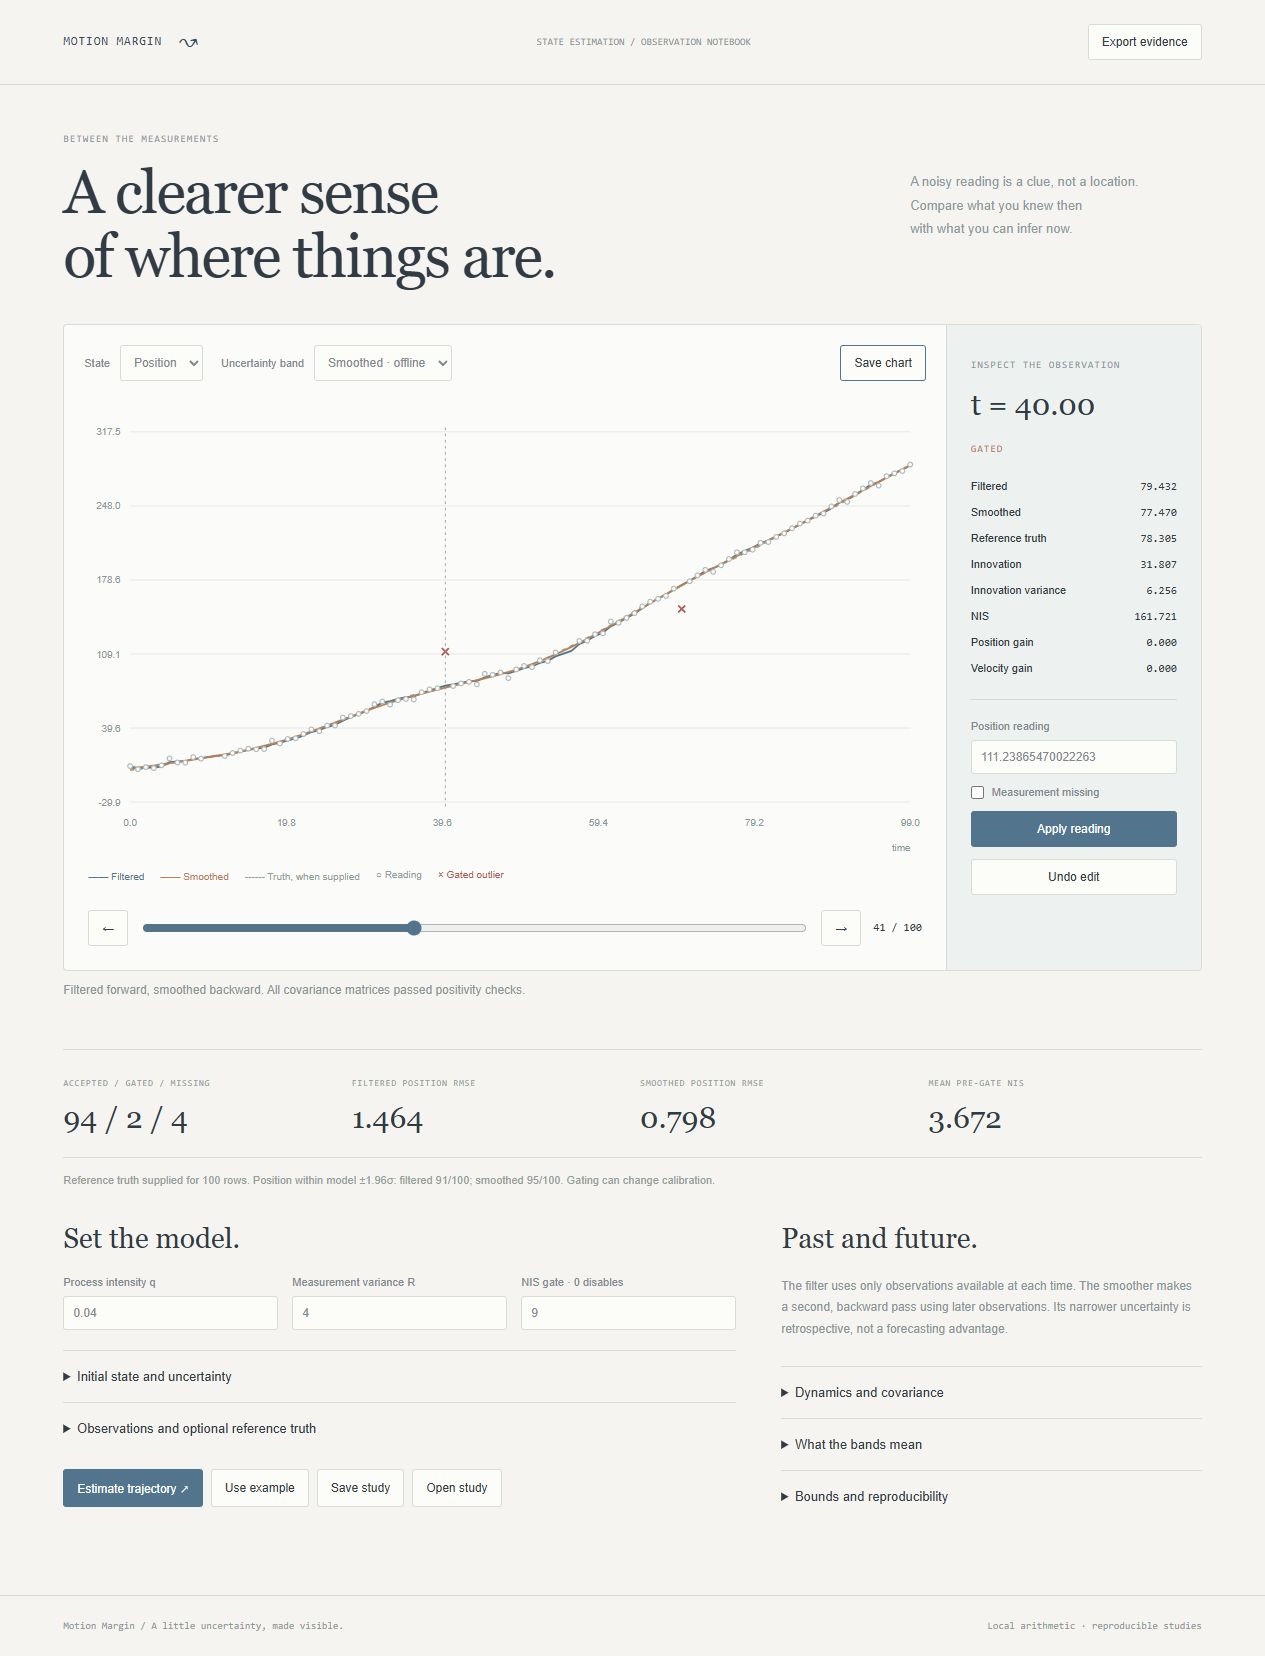 MOTION MARGIN
STATE ESTIMATION / OBSERVATION NOTEBOOK
Export evidence
BETWEEN THE MEASUREMENTS
A clearer sense
of where things are.
A noisy reading is a clue, not a location.
Compare what you knew then
with what you can infer now.
State
Position
Uncertainty band
Smoothed · offline
Save chart
317.5
248.0
178.6
109.1
39.6
-29.9
0.0
19.8
39.6
59.4
79.2
99.0
time
Filtered
Smoothed
Truth, when supplied
○ Reading
× Gated outlier
←
→
41 / 100
INSPECT THE OBSERVATION
t = 40.00
GATED
Filtered 79.432
Smoothed 77.470
Reference truth 78.305
Innovation 31.807
Innovation variance 6.256
NIS 161.721
Position gain 0.000
Velocity gain 0.000
Position reading
111.23865470022263
Measurement missing
Apply reading
Undo edit
Filtered forward, smoothed backward. All covariance matrices passed positivity checks.
ACCEPTED / GATED / MISSING
94 / 2 / 4
FILTERED POSITION RMSE
1.464
SMOOTHED POSITION RMSE
0.798
MEAN PRE-GATE NIS
3.672
Reference truth supplied for 100 rows. Position within model ±1.96σ: filtered 91/100; smoothed 95/100. Gating can change calibration.
Set the model.
Process intensity q
0.04
Measurement variance R
4
NIS gate · 0 disables
9
Initial state and uncertainty
Observations and optional reference truth
Estimate trajectory ↗
Use example
Save study
Open study
Past and future.
The filter uses only observations available at each time. The smoother makes
a second, backward pass using later observations. Its narrower uncertainty is
retrospective, not a forecasting advantage.
Dynamics and covariance
What the bands mean
Bounds and reproducibility
Motion Margin / A little uncertainty, made visible.
Local arithmetic · reproducible studies